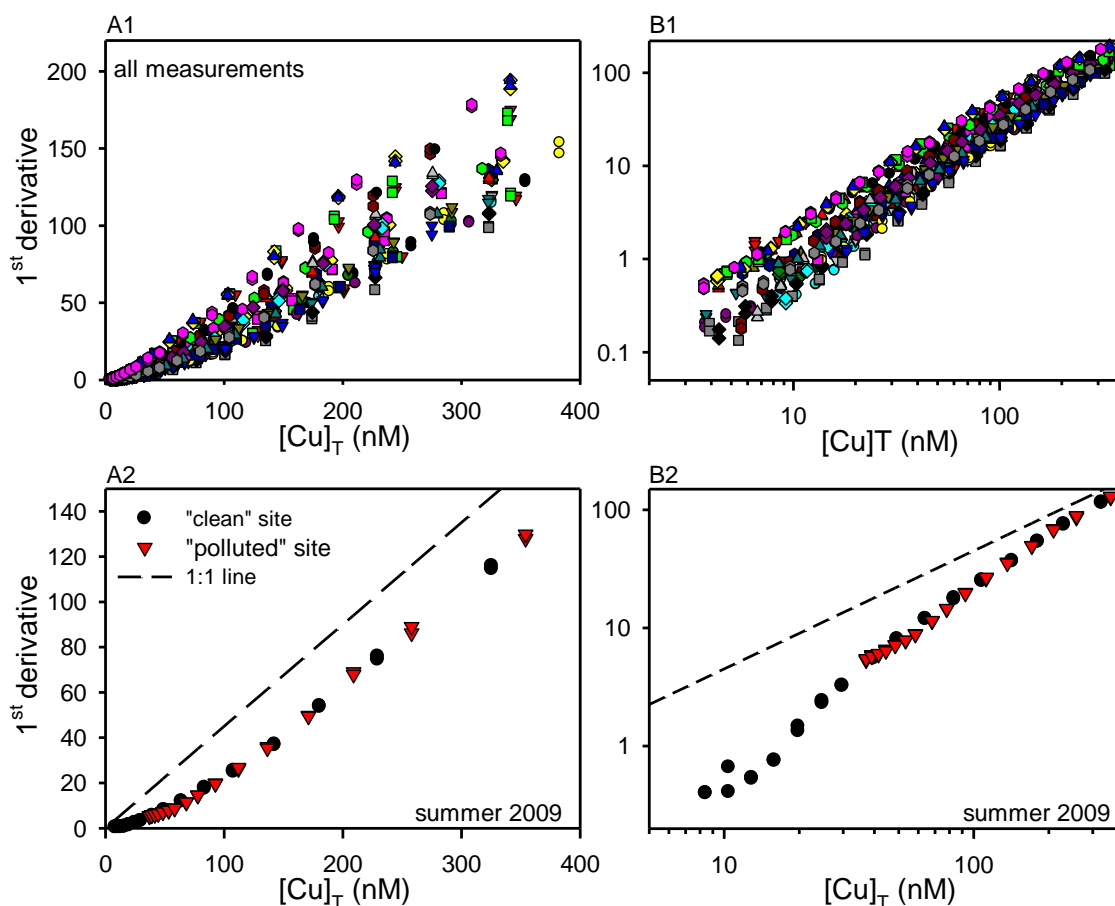 A1
B1
all measurements
200
150
100
50
0
1st derivative
0 100 200 300 400
[Cu]T (nM)
100
10
1
0.1
10 100
[Cu]T (nM)
A2
B2
"clean" site
"polluted" site
1:1 line
140
120
100
80
60
40
20
0
1st derivative
summer 2009
0 100 200 300 400
[Cu]T (nM)
100
10
1
summer 2009
10 100
[Cu]T (nM)